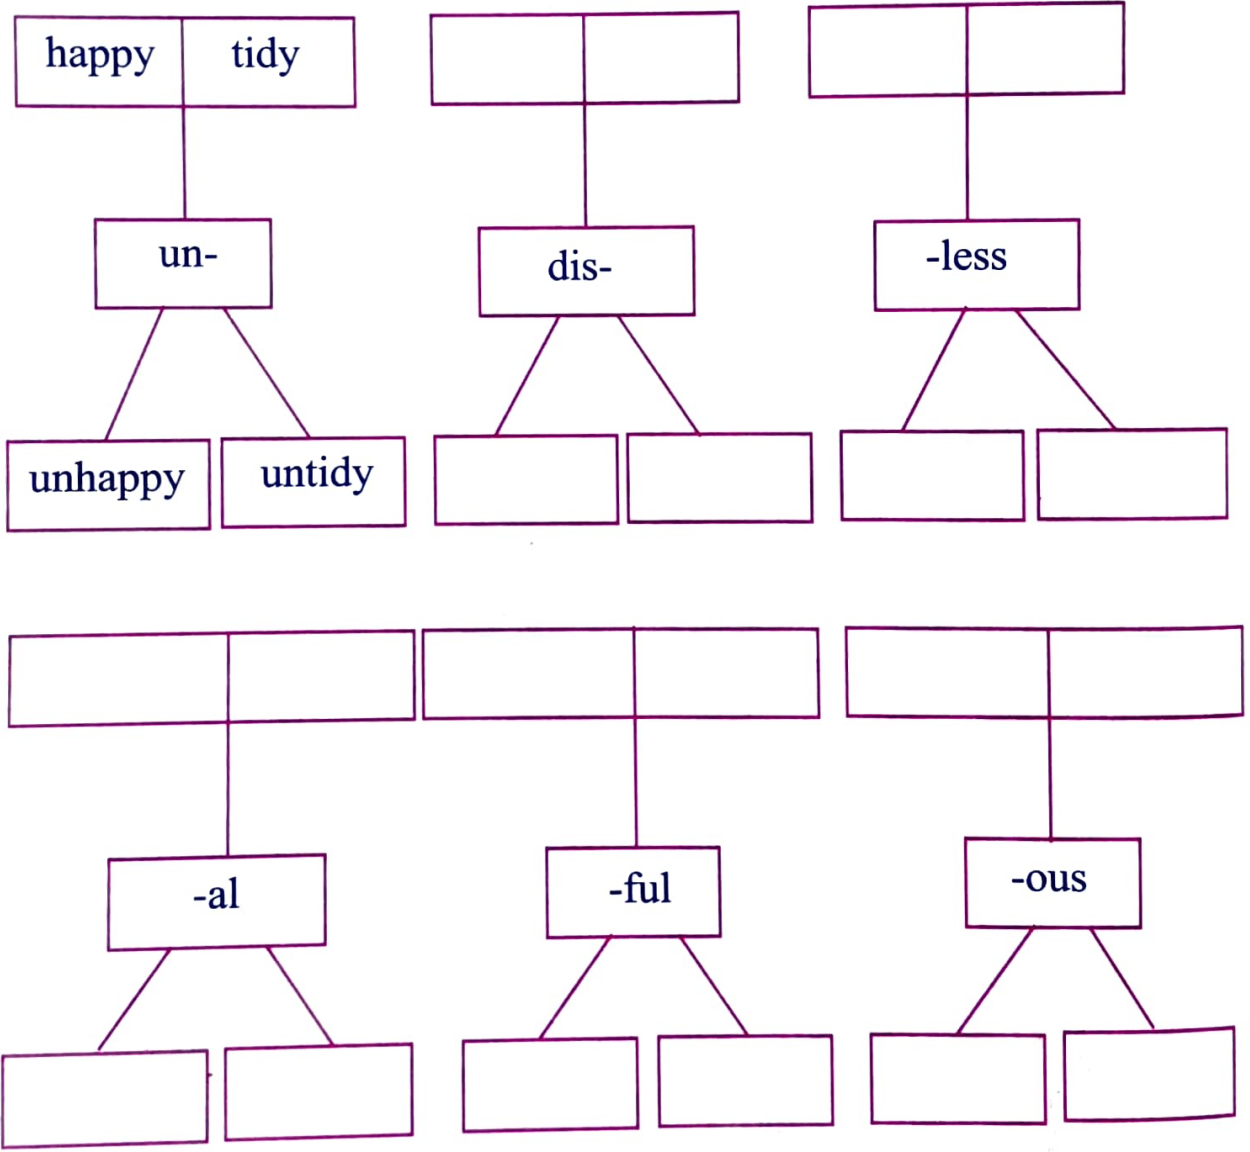 happy tidy
un-
unhappy untidy
dis-
-less
-al
-ful
-ous